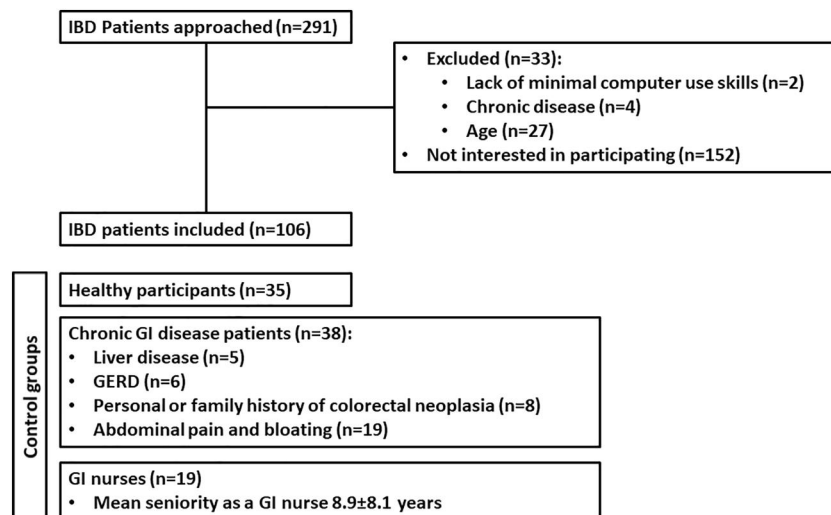 IBD Patients approached (n=291)
• Excluded (n=33):
• Lack of minimal computer use skills (n=2)
• Chronic disease (n=4)
• Age (n=27)
• Not interested in participating (n=152)
IBD patients included (n=106)
Control groups
Healthy participants (n=35)
Chronic GI disease patients (n=38):
• Liver disease (n=5)
• GERD (n=6)
• Personal or family history of colorectal neoplasia (n=8)
• Abdominal pain and bloating (n=19)
GI nurses (n=19)
• Mean seniority as a GI nurse 8.9±8.1 years